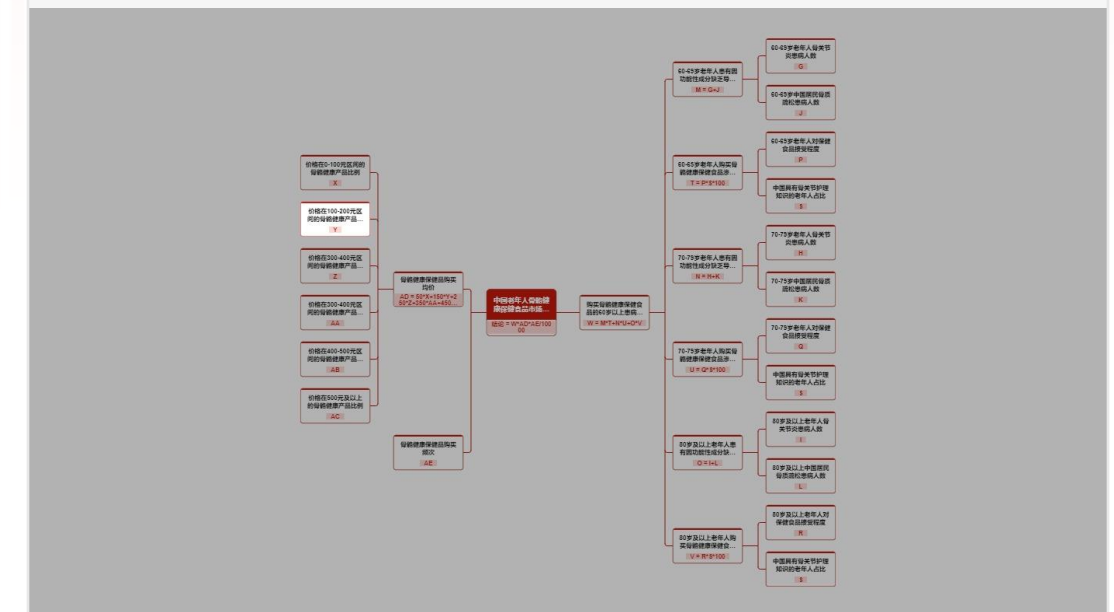 价格在0-100元区间的
骨骼健康产品比例
X
价格在100-200元区
间的骨骼健康产品...
Y
价格在300-400元区
间的骨骼健康产品...
Z
价格在300-400元区
间的骨骼健康产品...
AA
价格在400-500元区
间的骨骼健康产品...
AB
价格在500元及以上
的骨骼健康产品比例
AC
骨骼健康保健品购买
均价
AD = 50*X+150*Y+2
50*Z+350*AA+450...
骨骼健康保健品购买
频次
AE
中国老年人骨骼健
康保健食品市场...
结论 = W*AD*AE/100
00
购买骨骼健康保健食
品的60岁以上患病...
W = M*T+N*U+O*V
60-69岁老年人患有因
功能性成分缺乏导...
M = G+J
60-69岁老年人购买骨
骼健康保健食品渗...
T = P*S*100
70-79岁老年人患有因
功能性成分缺乏导...
N = H+K
70-79岁老年人购买骨
骼健康保健食品渗...
U = Q*S*100
80岁及以上老年人患
有因功能性成分缺...
O = I+L
80岁及以上老年人购
买骨骼健康保健食...
V = R*S*100
60-69岁老年人骨关节
炎患病人数
G
60-69岁中国居民骨质
疏松患病人数
J
60-69岁老年人对保健
食品接受程度
P
中国具有骨关节护理
知识的老年人占比
S
70-79岁老年人骨关节
炎患病人数
H
70-79岁中国居民骨质
疏松患病人数
K
70-79岁老年人对保健
食品接受程度
Q
中国具有骨关节护理
知识的老年人占比
S
80岁及以上老年人骨
关节炎患病人数
I
80岁及以上中国居民
骨质疏松患病人数
L
80岁及以上老年人对
保健食品接受程度
R
中国具有骨关节护理
知识的老年人占比
S